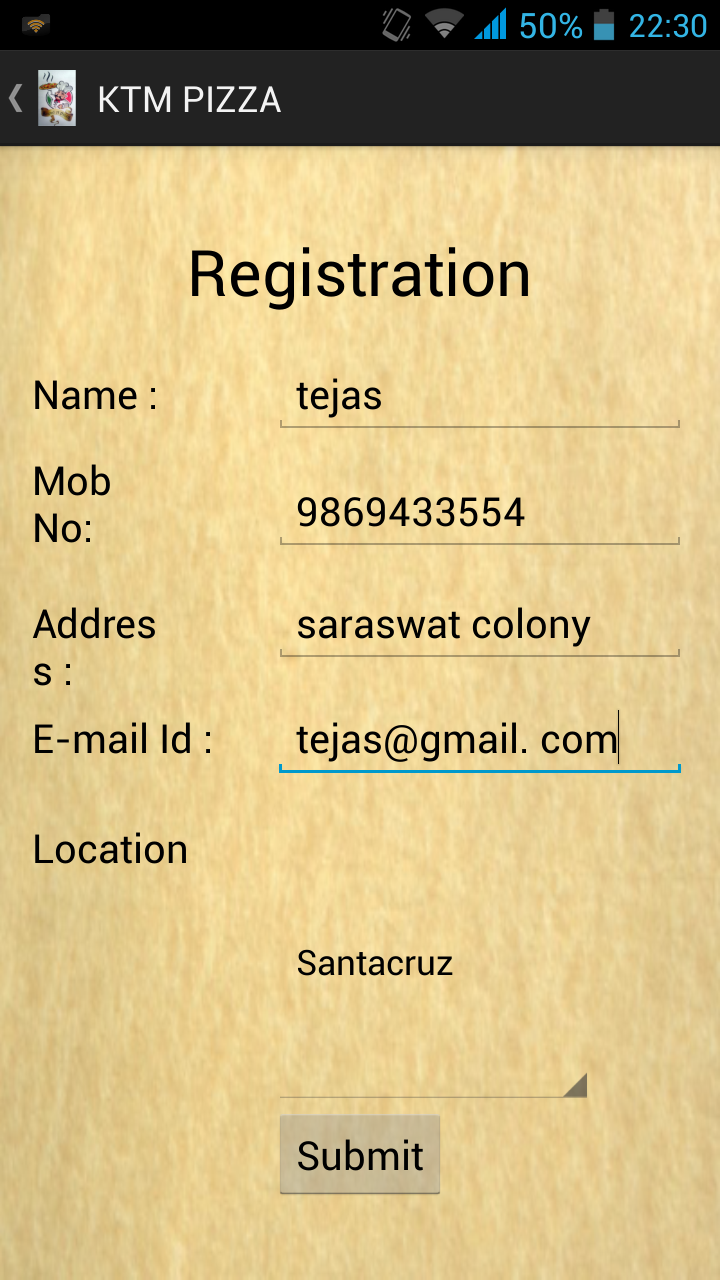 50% 22:30
KTM PIZZA
Registration
Name : tejas
Mob
No: 9869433554
Addres
s : saraswat colony
E-mail Id : tejas@gmail. com
Location
Santacruz
Submit